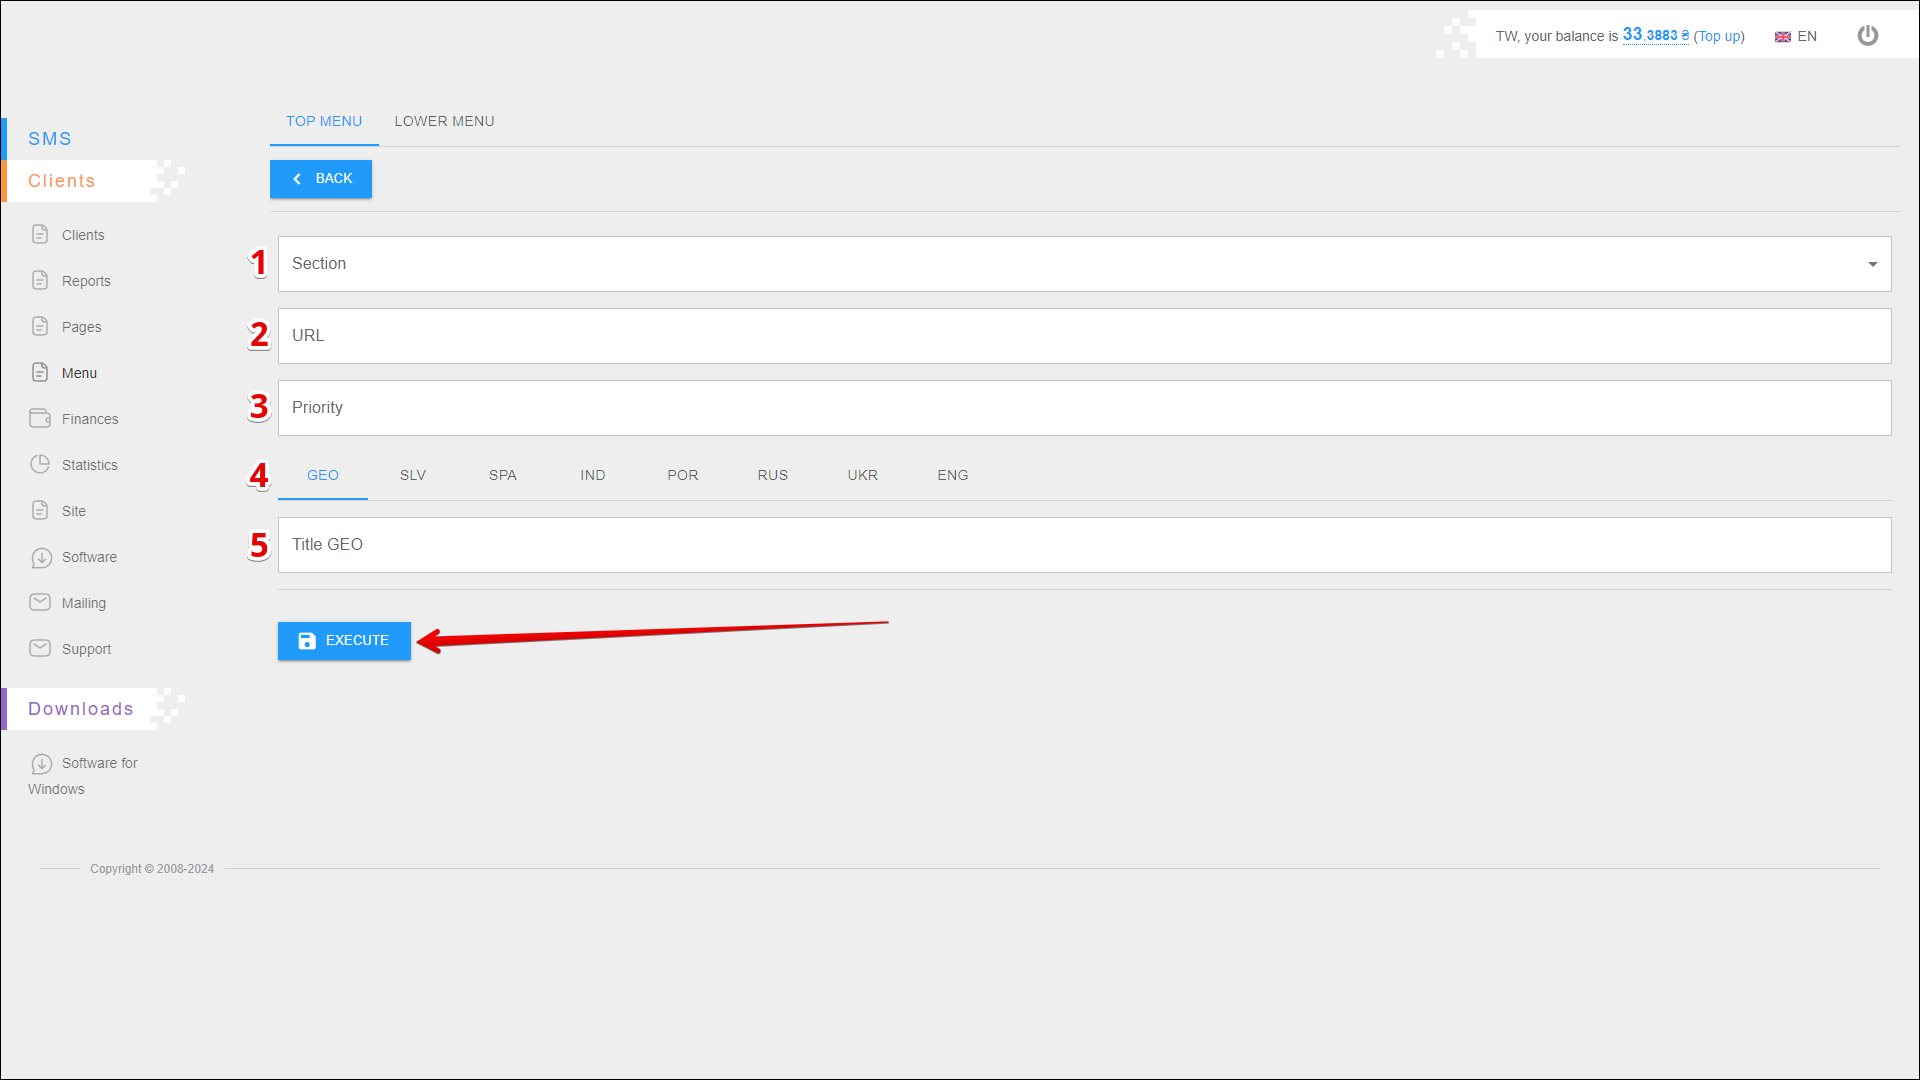 TW, your balance is 33,3883 ₴ (Top up) EN
SMS
Clients
Clients
Reports
Pages
Menu
Finances
Statistics
Site
Software
Mailing
Support
Downloads
Software for
Windows
TOP MENU LOWER MENU
BACK
1 Section
2 URL
3 Priority
4 GEO SLV SPA IND POR RUS UKR ENG
5 Title GEO
EXECUTE
Copyright © 2008-2024